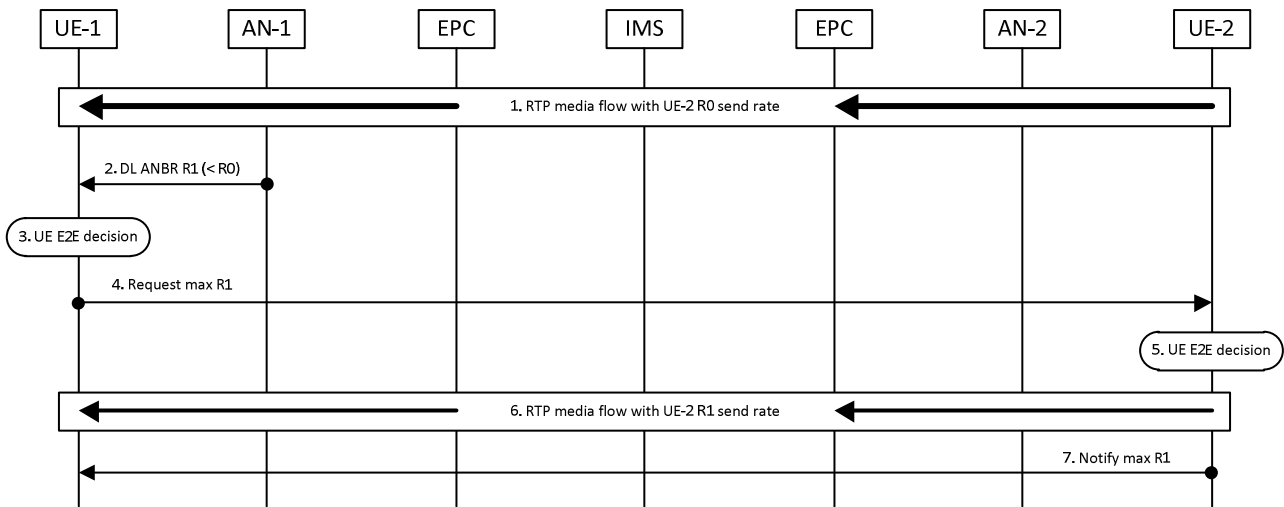 UE-1
AN-1
EPC
IMS
EPC
AN-2
UE-2
1. RTP media flow with UE-2 R0 send rate
2. DL ANBR R1 (< R0)
3. UE E2E decision
4. Request max R1
5. UE E2E decision
6. RTP media flow with UE-2 R1 send rate
7. Notify max R1